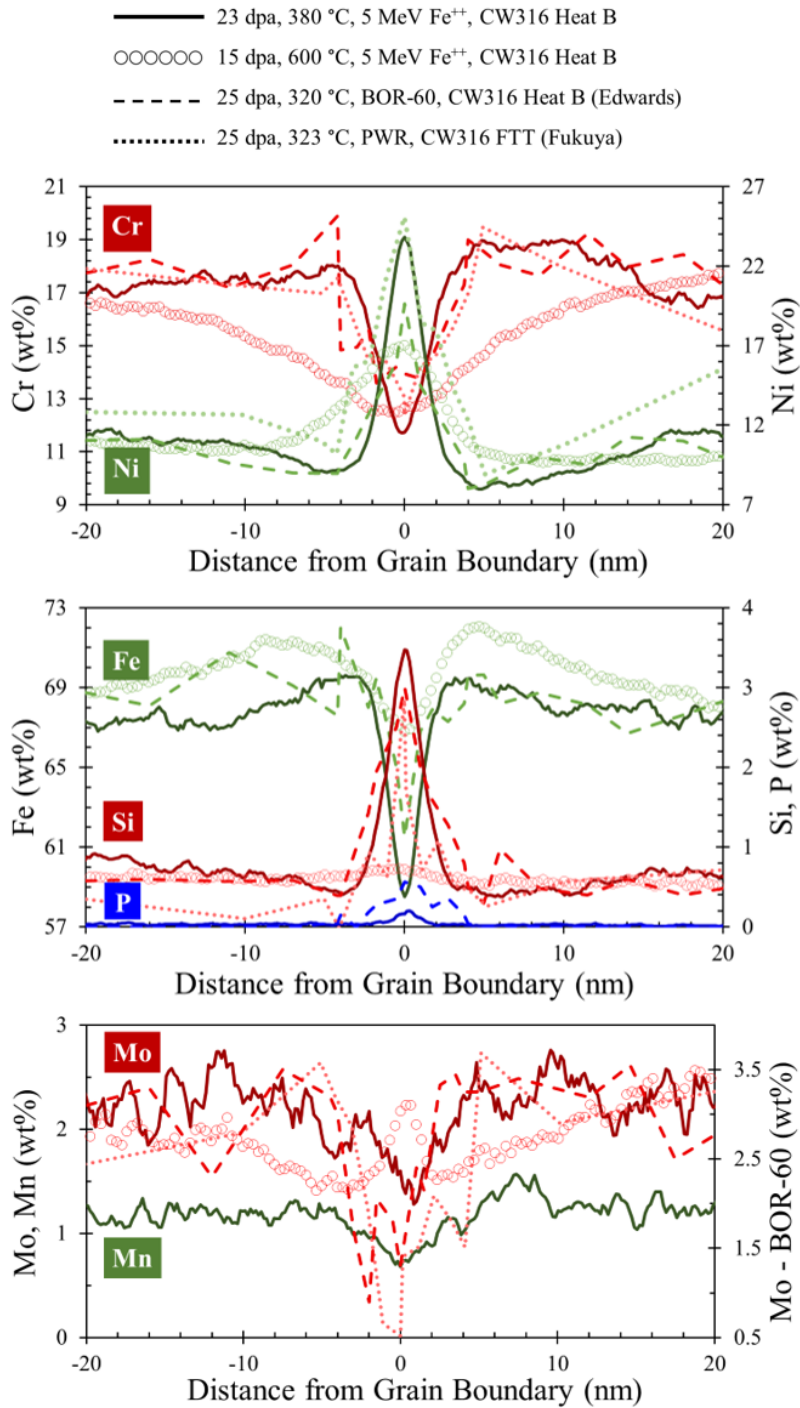 23 dpa, 380 °C, 5 MeV Fe⁺⁺, CW316 Heat B
15 dpa, 600 °C, 5 MeV Fe⁺⁺, CW316 Heat B
25 dpa, 320 °C, BOR-60, CW316 Heat B (Edwards)
25 dpa, 323 °C, PWR, CW316 FTT (Fukuya)
21
19
17
15
13
11
9
Cr (wt%)
Cr
Ni
27
22
17
12
7
Ni (wt%)
-20 -10 0 10 20
Distance from Grain Boundary (nm)
73
69
65
61
57
Fe (wt%)
Fe
Si
P
4
3
2
1
0
Si, P (wt%)
-20 -10 0 10 20
Distance from Grain Boundary (nm)
3
2
1
0
Mo, Mn (wt%)
Mo
Mn
3.5
2.5
1.5
0.5
Mo - BOR-60 (wt%)
-20 -10 0 10 20
Distance from Grain Boundary (nm)